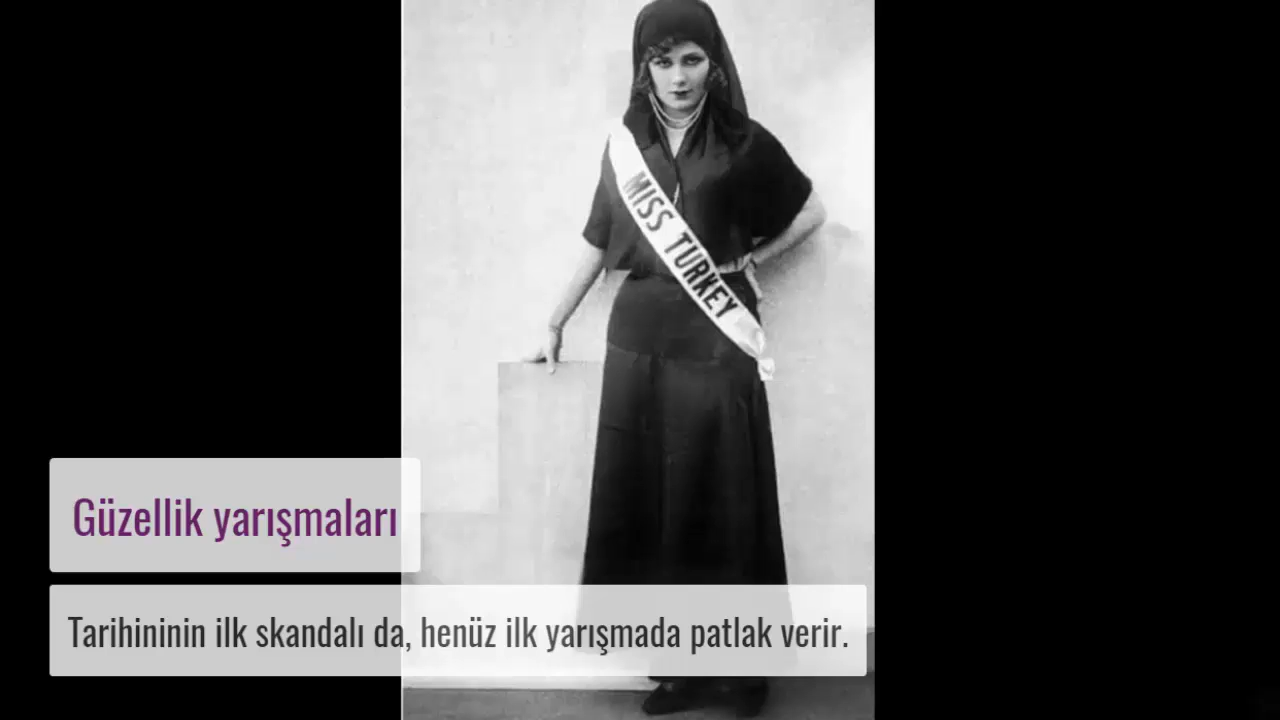 MISS TURKEY
Güzellik yarışmaları
Tarihininin ilk skandalı da, henüz ilk yarışmada patlak verir.